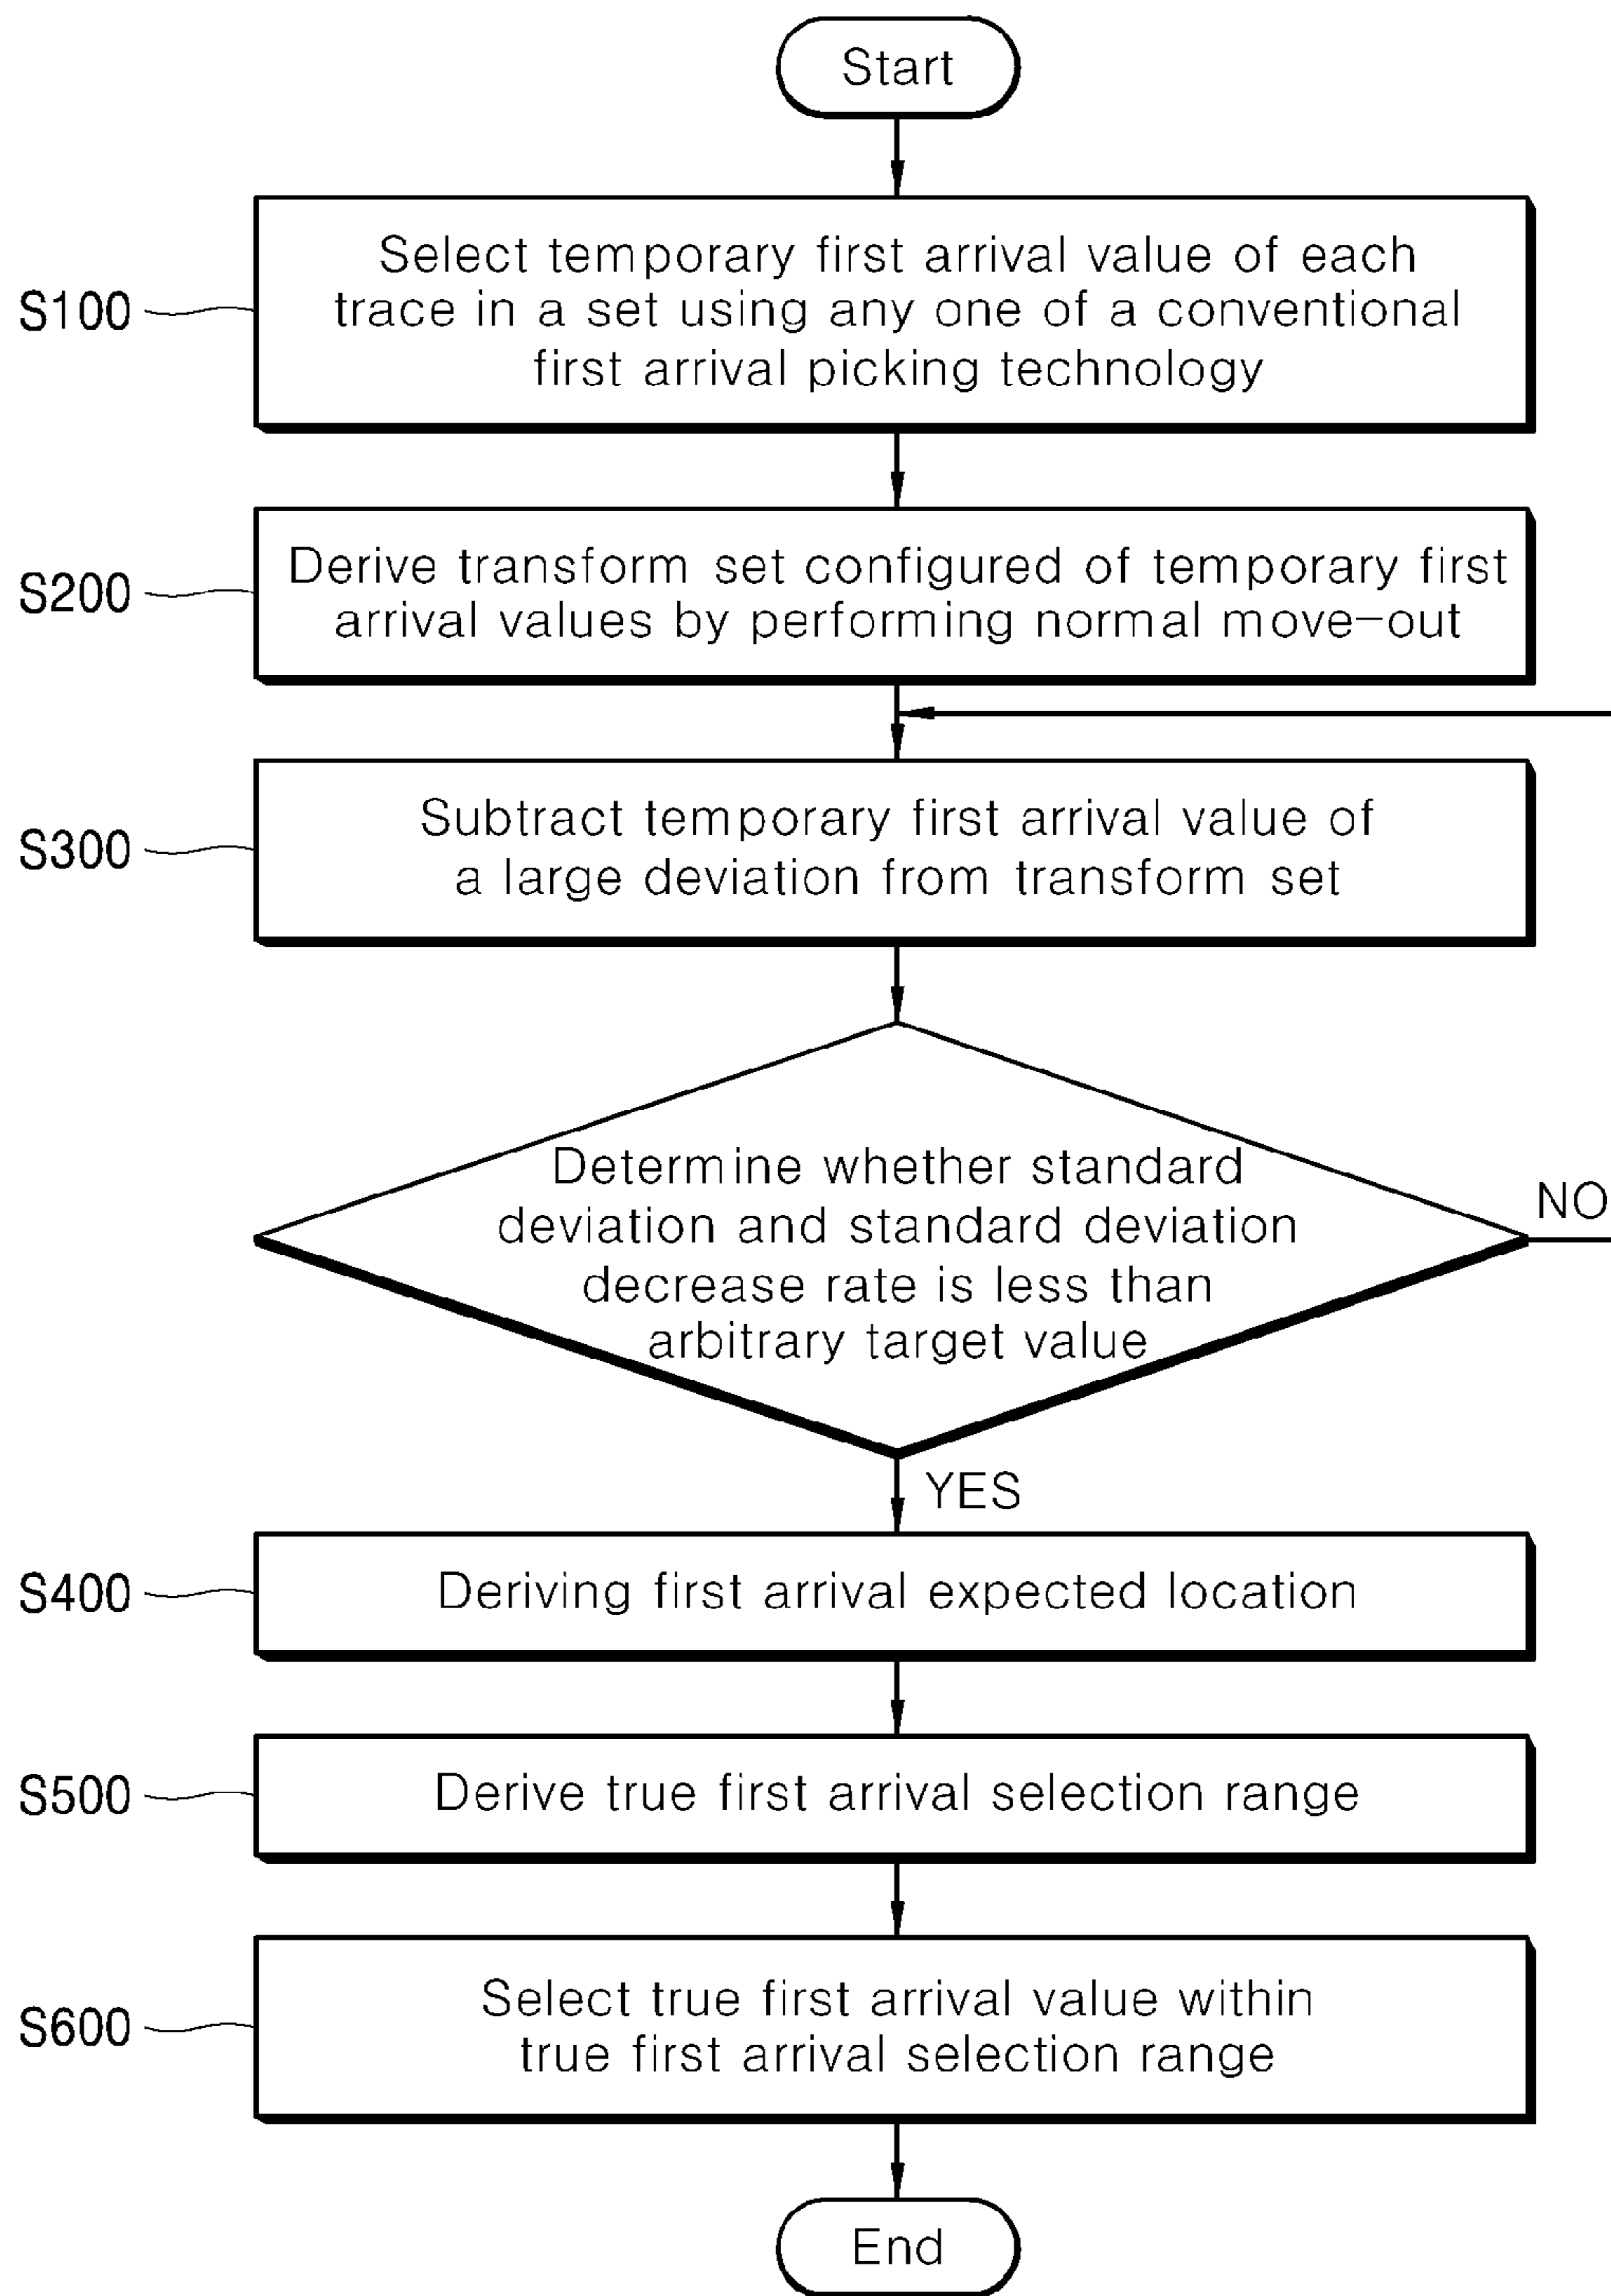 Start
S100
Select temporary first arrival value of each
trace in a set using any one of a conventional
first arrival picking technology
S200
Derive transform set configured of temporary first
arrival values by performing normal move-out
S300
Subtract temporary first arrival value of
a large deviation from transform set
Determine whether standard
deviation and standard deviation
decrease rate is less than
arbitrary target value
NO
YES
S400
Deriving first arrival expected location
S500
Derive true first arrival selection range
S600
Select true first arrival value within
true first arrival selection range
End